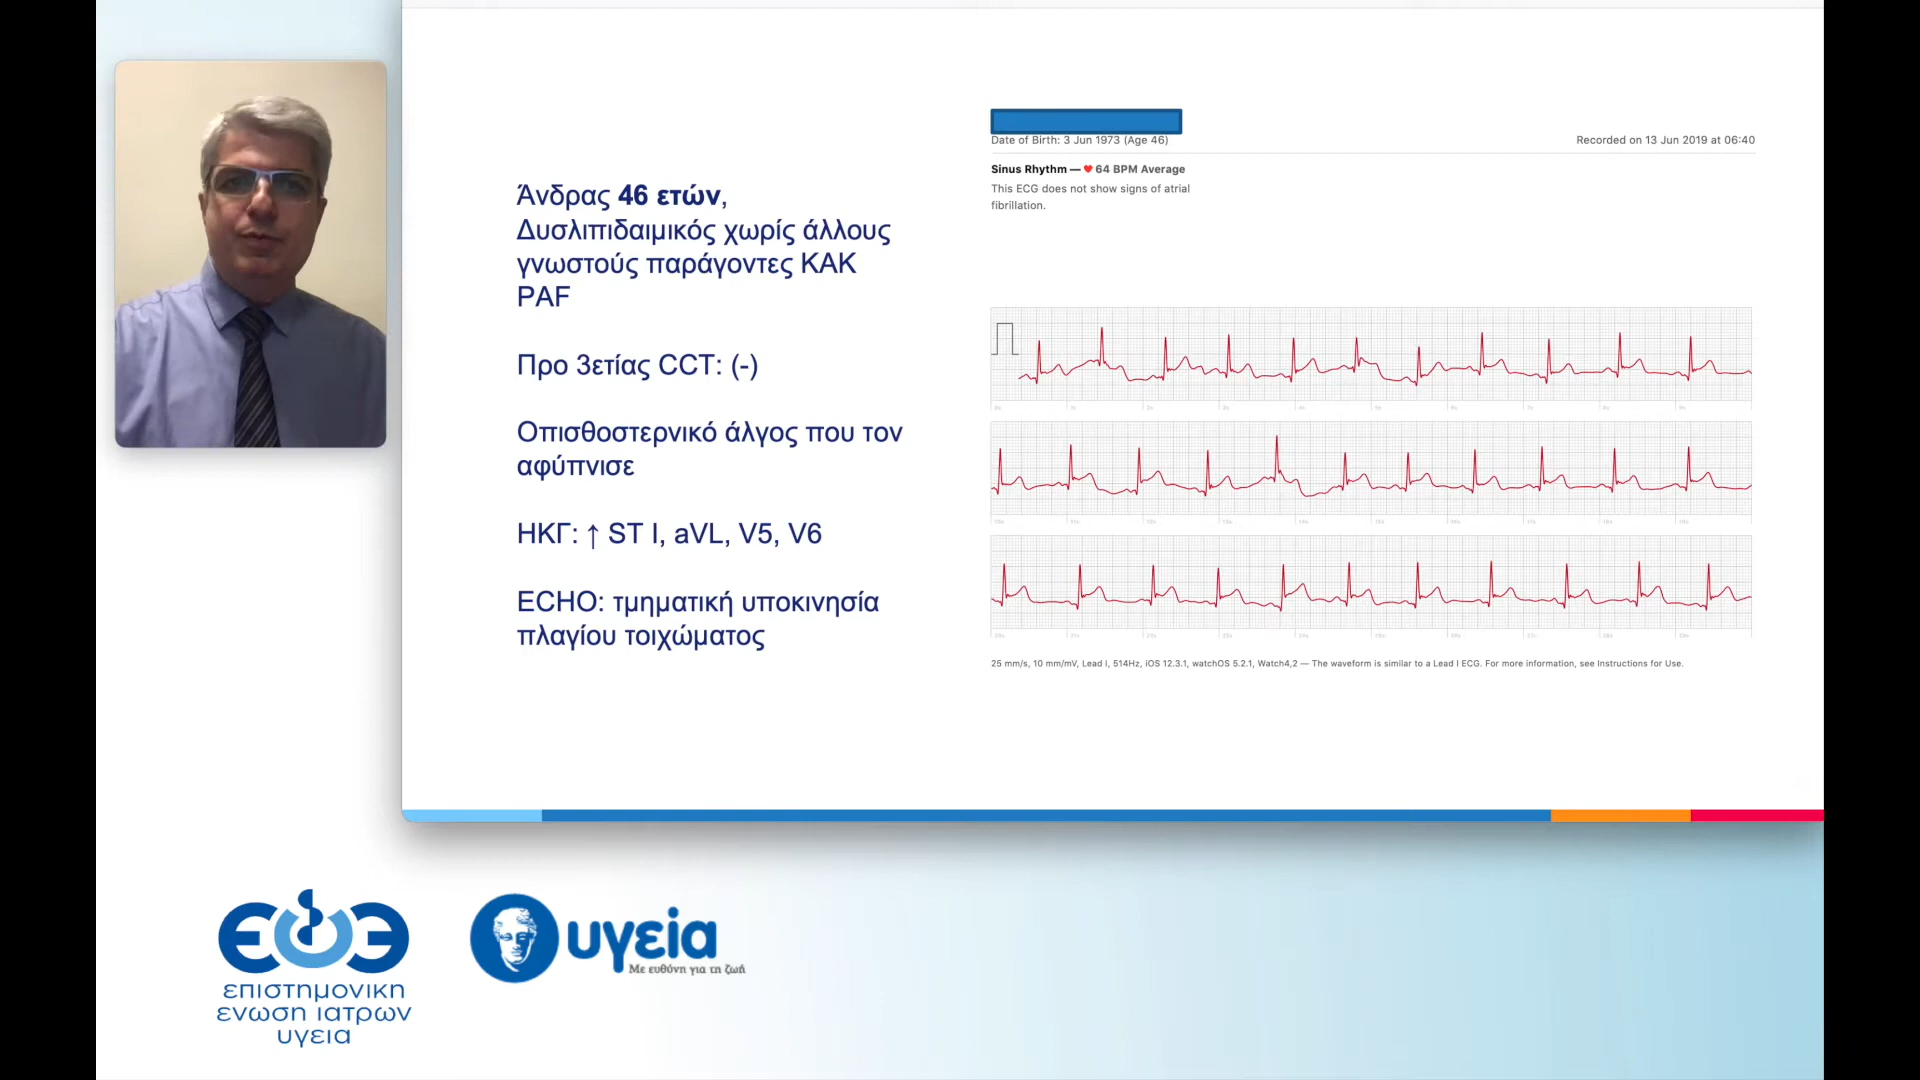 Άνδρας 46 ετών,
Δυσλιπιδαιμικός χωρίς άλλους
γνωστούς παράγοντες ΚΑΚ
PAF
Προ 3ετίας CCT: (-)
Οπισθοστερνικό άλγος που τον
αφύπνισε
ΗΚΓ: ↑ ST I, aVL, V5, V6
ECHO: τμηματική υποκινησία
πλαγίου τοιχώματος
Date of Birth: 3 Jun 1973 (Age 46)
Recorded on 13 Jun 2019 at 06:40
Sinus Rhythm — ♥ 64 BPM Average
This ECG does not show signs of atrial
fibrillation.
25 mm/s, 10 mm/mV, Lead I, 514Hz, iOS 12.3.1, watchOS 5.2.1, Watch4,2 — The waveform is similar to a Lead I ECG. For more information, see Instructions for Use.
επιστημονικη
ενωση ιατρων
υγεια
υγεία
Με ευθύνη για τη ζωή